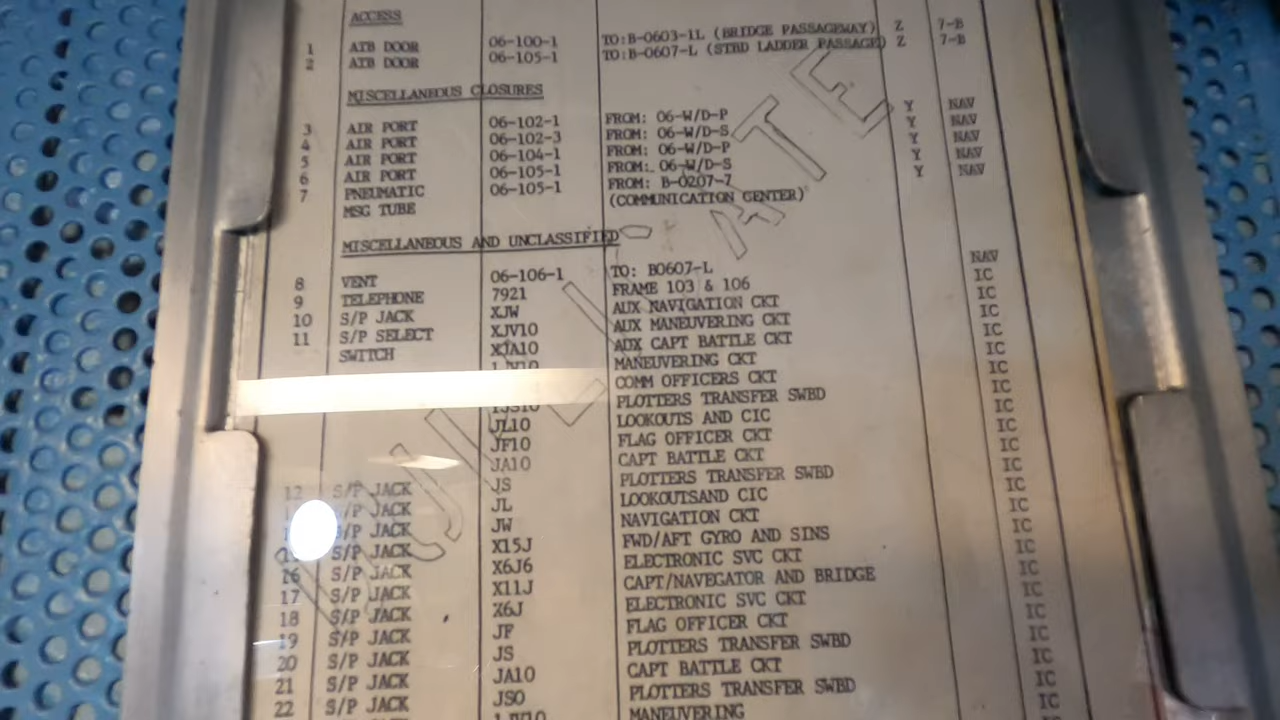 ACCESS
1 ATB DOOR 06-100-1 TO:B-0603-1L (BRIDGE PASSAGEWAY) Z 7-B
2 ATB DOOR 06-105-1 TO:B-0607-L (STBD LADDER PASSAGE) Z 7-B
MISCELLANEOUS CLOSURES
3 AIR PORT 06-102-1 FROM: 06-W/D-P Y NAV
4 AIR PORT 06-102-3 FROM: 06-W/D-S Y NAV
5 AIR PORT 06-104-1 FROM: 06-W/D-P Y NAV
6 AIR PORT 06-105-1 FROM: 06-W/D-S Y NAV
7 PNEUMATIC 06-105-1 FROM: B-0207-7 Y NAV
MSG TUBE (COMMUNICATION CENTER)
MISCELLANEOUS AND UNCLASSIFIED
8 VENT 06-106-1 TO: B0607-L NAV
9 TELEPHONE 7921 FRAME 103 & 106 IC
10 S/P JACK XJW AUX NAVIGATION CKT IC
11 S/P SELECT XJV10 AUX MANEUVERING CKT IC
SWITCH XJA10 AUX CAPT BATTLE CKT IC
MANEUVERING CKT IC
COMM OFFICERS CKT IC
PLOTTERS TRANSFER SWBD IC
JL10 LOOKOUTS AND CIC IC
JF10 FLAG OFFICER CKT IC
JA10 CAPT BATTLE CKT IC
12 S/P JACK JS PLOTTERS TRANSFER SWBD IC
S/P JACK JL LOOKOUTSAND CIC IC
S/P JACK JW NAVIGATION CKT IC
15 S/P JACK X15J FWD/AFT GYRO AND SINS IC
16 S/P JACK X6J6 ELECTRONIC SVC CKT IC
17 S/P JACK X11J CAPT/NAVEGATOR AND BRIDGE IC
18 S/P JACK X6J ELECTRONIC SVC CKT IC
19 S/P JACK JF FLAG OFFICER CKT IC
20 S/P JACK JS PLOTTERS TRANSFER SWBD IC
21 S/P JACK JA10 CAPT BATTLE CKT IC
22 S/P JACK JS0 PLOTTERS TRANSFER SWBD IC
MANEUVERING